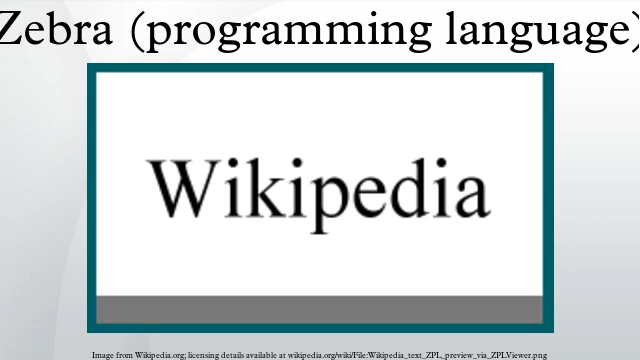 Zebra (programming language)
Wikipedia
Image from Wikipedia.org; licensing details available at wikipedia.org/wiki/File:Wikipedia_text_ZPL_preview_via_ZPLViewer.png